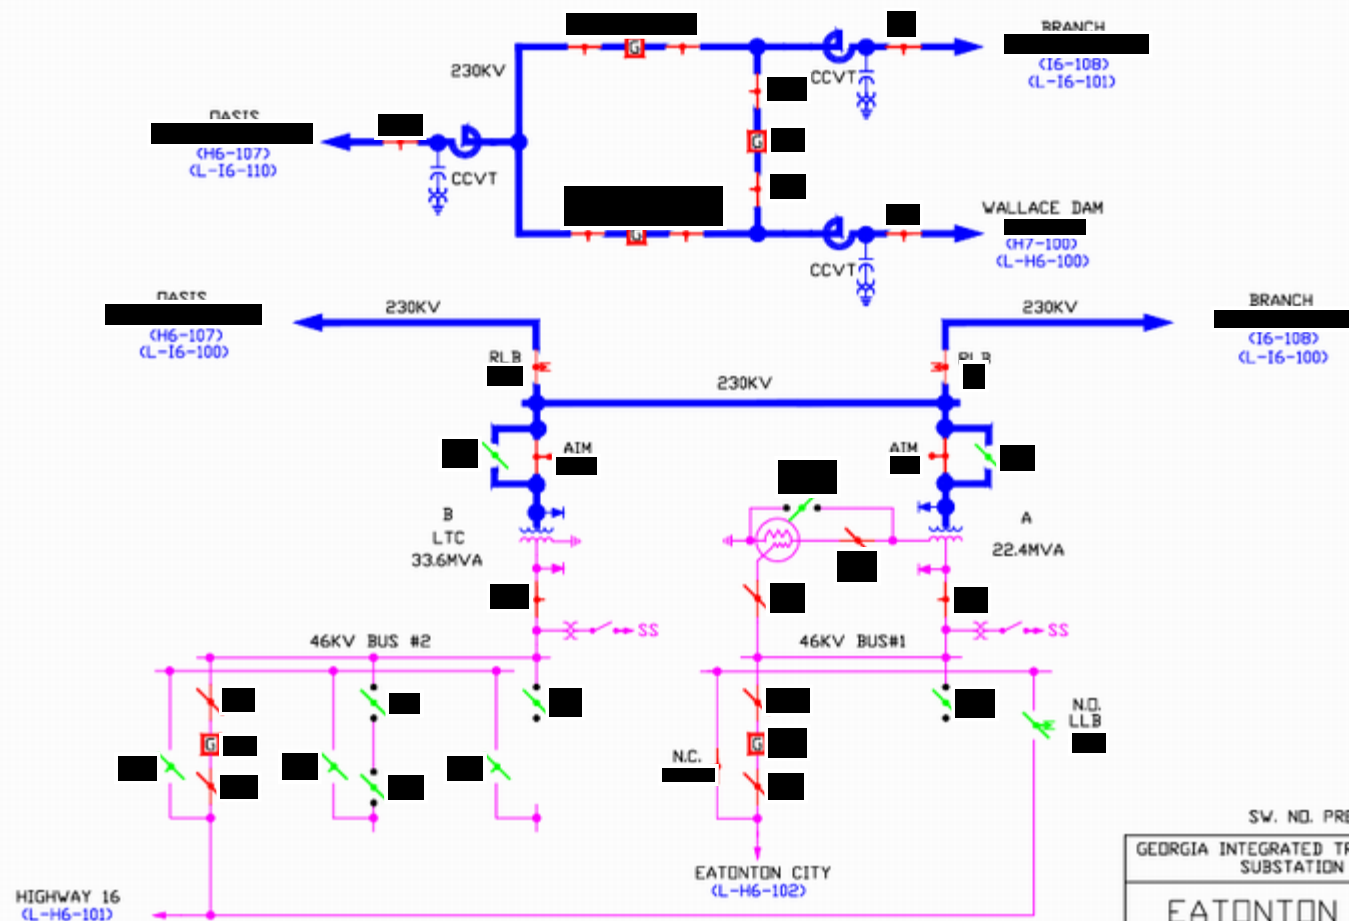 BRANCH
(I6-108)
(L-I6-101)
G
230KV
CCVT
OASIS
(H6-107)
(L-I6-110)
G
CCVT
WALLACE DAM
(H7-100)
(L-H6-100)
G
CCVT
OASIS
(H6-107)
(L-I6-100)
230KV
230KV
BRANCH
(I6-108)
(L-I6-100)
RLB
RLB
230KV
AIM
AIM
B
LTC
33.6MVA
A
22.4MVA
SS
SS
46KV BUS #2
46KV BUS#1
N.O.
LLB
G
G
N.C.
SW. NO. PRE
GEORGIA INTEGRATED TR
SUBSTATION
EATONTON CITY
(L-H6-102)
HIGHWAY 16
(L-H6-101)
EATONTON